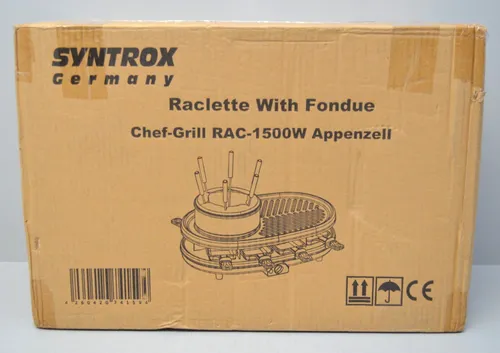 SYNTROX
Germany
Raclette With Fondue
Chef-Grill RAC-1500W Appenzell
CE